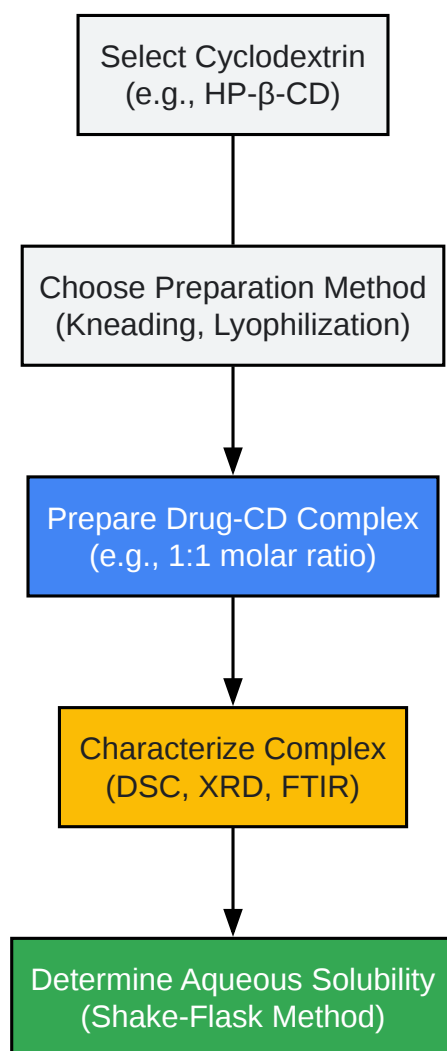 Select Cyclodextrin
(e.g., HP-β-CD)
Choose Preparation Method
(Kneading, Lyophilization)
Prepare Drug-CD Complex
(e.g., 1:1 molar ratio)
Characterize Complex
(DSC, XRD, FTIR)
Determine Aqueous Solubility
(Shake-Flask Method)